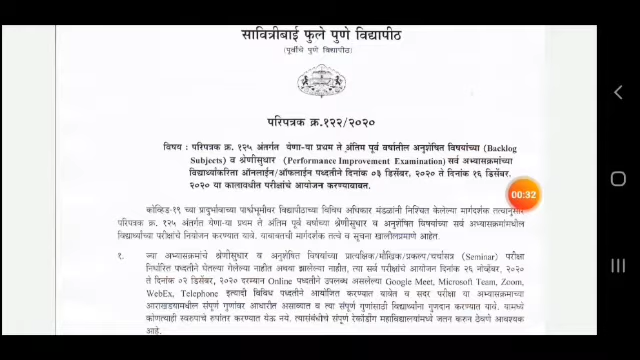 सावित्रीबाई फुले पुणे विद्यापीठ
(पूर्वीचे पुणे विद्यापीठ)
परिपत्रक क्र.१२२/२०२०
विषय : परिपत्रक क्र. १२५ अंतर्गत येणा-या प्रथम ते अंतिम पूर्व वर्षातील अनुशेषित विषयांच्या (Backlog
Subjects) व श्रेणीसुधार (Performance Improvement Examination) सर्व अभ्यासक्रमांच्या
विद्यार्थ्यांकरिता ऑनलाईन/ऑफलाईन पध्दतीने दिनांक ०३ डिसेंबर, २०२० ते दिनांक १६ डिसेंबर,
२०२० या कालावधीत परीक्षांचे आयोजन करण्याबाबत.
00:32
कोव्हिड-१९ च्या प्रादुर्भावाच्या पार्श्वभूमीवर विद्यापीठाच्या विविध अधिकार मंडळांनी निश्चित केलेल्या मार्गदर्शक तत्वानुसार
परिपत्रक क्र. १२५ अंतर्गत येणा-या प्रथम ते अंतिम पूर्व वर्षाच्या श्रेणीसुधार व अनुशेषित विषयांच्या सर्व अभ्यासक्रमांमधील
विद्यार्थ्यांच्या परीक्षांचे नियोजन करण्यात यावे. याबाबतची मार्गदर्शक तत्वे व सूचना खालीलप्रमाणे आहेत.
१. ज्या अभ्यासक्रमांचे श्रेणीसुधार व अनुशेषित विषयांच्या प्रात्यक्षिक/मौखिक/प्रकल्प/चर्चासत्र (Seminar) परीक्षा
निर्धारित पध्दतीने घेतल्या गेलेल्या नाहीत अथवा झालेल्या नाहीत, त्या सर्व परीक्षांचे आयोजन दिनांक २६ नोव्हेंबर, २०२०
ते दिनांक ०२ डिसेंबर, २०२० दरम्यान Online पध्दतीने उपलब्ध असलेल्या Google Meet, Microsoft Team, Zoom,
WebEx, Telephone इत्यादी विविध पध्दतीने आयोजित करण्यात यावेत व सदर परीक्षा या अभ्यासक्रमाच्या
आराखड्यामधील संपूर्ण गुणांवर आधारीत असाव्यात व त्या संपूर्ण गुणांसाठी विद्यार्थ्यांना गुणदान करण्यात यावे. यामध्ये
कोणत्याही स्वरुपाचे रुपांतर करण्यात येऊ नये. त्यासंबंधीचे संपूर्ण रेकॉर्डींग महाविद्यालयांमध्ये जतन करुन ठेवणे आवश्यक
आहे.